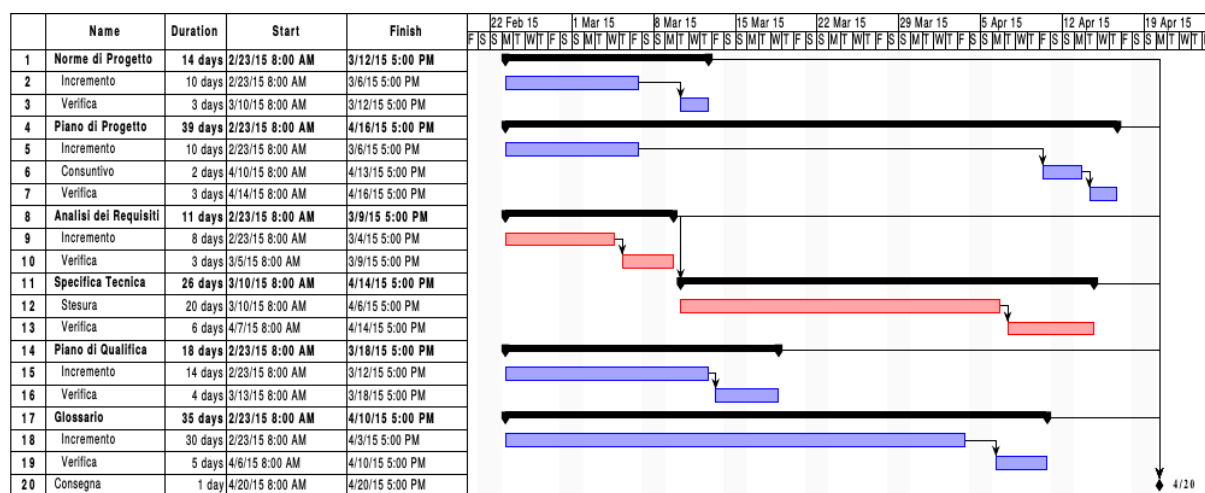 22 Feb 15 1 Mar 15 8 Mar 15 15 Mar 15 22 Mar 15 29 Mar 15 5 Apr 15 12 Apr 15 19 Apr 15
Name Duration Start Finish
F S S M T W T F S S M T W T F S S M T W T F S S M T W T F S S M T W T F S S M T W T F S S M T W T F S S M T W T F S S M T W T F S S M T W T
1 Norme di Progetto 14 days 2/23/15 8:00 AM 3/12/15 5:00 PM
2 Incremento 10 days 2/23/15 8:00 AM 3/6/15 5:00 PM
3 Verifica 3 days 3/10/15 8:00 AM 3/12/15 5:00 PM
4 Piano di Progetto 39 days 2/23/15 8:00 AM 4/16/15 5:00 PM
5 Incremento 10 days 2/23/15 8:00 AM 3/6/15 5:00 PM
6 Consuntivo 2 days 4/10/15 8:00 AM 4/13/15 5:00 PM
7 Verifica 3 days 4/14/15 8:00 AM 4/16/15 5:00 PM
8 Analisi dei Requisiti 11 days 2/23/15 8:00 AM 3/9/15 5:00 PM
9 Incremento 8 days 2/23/15 8:00 AM 3/4/15 5:00 PM
10 Verifica 3 days 3/5/15 8:00 AM 3/9/15 5:00 PM
11 Specifica Tecnica 26 days 3/10/15 8:00 AM 4/14/15 5:00 PM
12 Stesura 20 days 3/10/15 8:00 AM 4/6/15 5:00 PM
13 Verifica 6 days 4/7/15 8:00 AM 4/14/15 5:00 PM
14 Piano di Qualifica 18 days 2/23/15 8:00 AM 3/18/15 5:00 PM
15 Incremento 14 days 2/23/15 8:00 AM 3/12/15 5:00 PM
16 Verifica 4 days 3/13/15 8:00 AM 3/18/15 5:00 PM
17 Glossario 35 days 2/23/15 8:00 AM 4/10/15 5:00 PM
18 Incremento 30 days 2/23/15 8:00 AM 4/3/15 5:00 PM
19 Verifica 5 days 4/6/15 8:00 AM 4/10/15 5:00 PM
20 Consegna 1 day 4/20/15 8:00 AM 4/20/15 5:00 PM 4/20